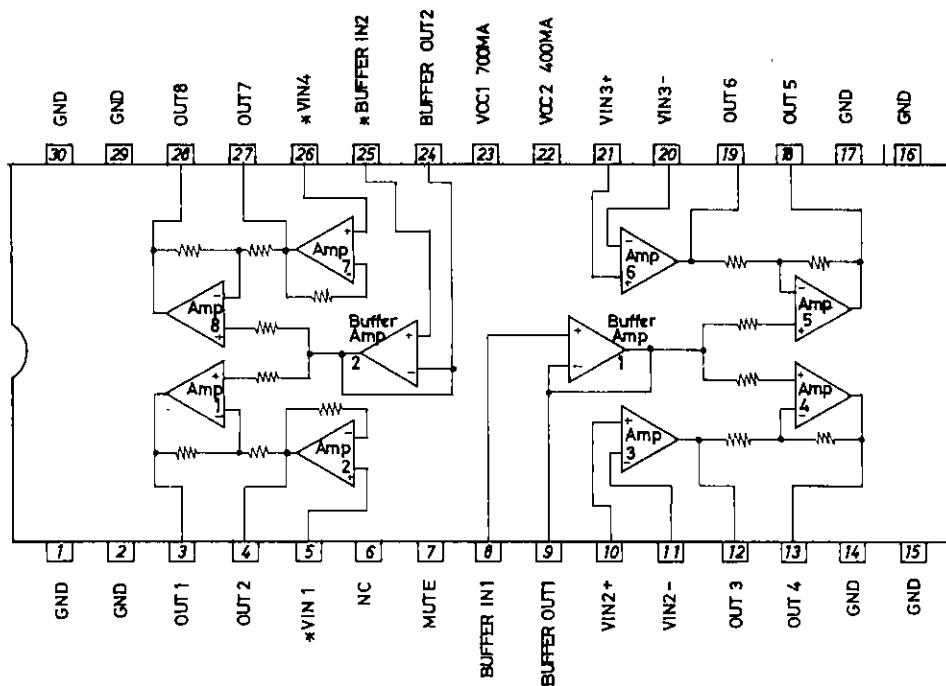 GND
GND
OUT8
OUT7
*VIN4
*BUFFER IN2
BUFFER OUT2
VCC1 700MA
VCC2 400MA
VIN3+
VIN3-
OUT 6
OUT 5
GND
GND
30 29 28 27 26 25 24 23 22 21 20 19 18 17 16
+
Amp
7
-
-
Amp
6
+
-
Amp
8
+
Buffer
Amp
2
+
-
+
Buffer
Amp
1
-
-
Amp
5
+
+
Amp
1
-
-
Amp
2
+
+
Amp
3
-
+
Amp
4
-
1 2 3 4 5 6 7 8 9 10 11 12 13 14 15
GND
GND
OUT 1
OUT 2
*VIN 1
NC
MUTE
BUFFER IN1
BUFFER OUT1
VIN2+
VIN2-
OUT 3
OUT 4
GND
GND